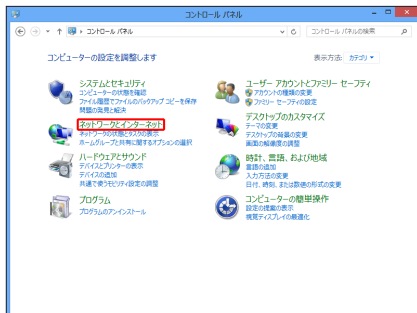 コントロール パネル
コントロール パネル
コントロール パネルの検索
コンピューターの設定を調整します
表示方法: カテゴリ
システムとセキュリティ
コンピューターの状態を確認
ファイル履歴でファイルのバックアップ コピーを保存
問題の発見と解決
ネットワークとインターネット
ネットワークの状態とタスクの表示
ホームグループと共有に関するオプションの選択
ハードウェアとサウンド
デバイスとプリンターの表示
デバイスの追加
共通で使うモビリティ設定の調整
プログラム
プログラムのアンインストール
ユーザー アカウントとファミリー セーフティ
アカウントの種類の変更
ファミリー セーフティの設定
デスクトップのカスタマイズ
テーマの変更
デスクトップの背景の変更
画面の解像度の調整
時計、言語、および地域
言語の追加
入力方法の変更
日付、時刻、または数値の形式の変更
コンピューターの簡単操作
設定の提案の表示
視覚ディスプレイの最適化